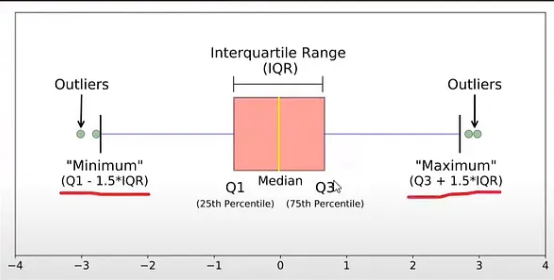 Interquartile Range
(IQR)
Outliers
Outliers
"Minimum"
(Q1 - 1.5*IQR)
"Maximum"
(Q3 + 1.5*IQR)
Q1
Median
Q3
(25th Percentile)
(75th Percentile)
−4 −3 −2 −1 0 1 2 3 4